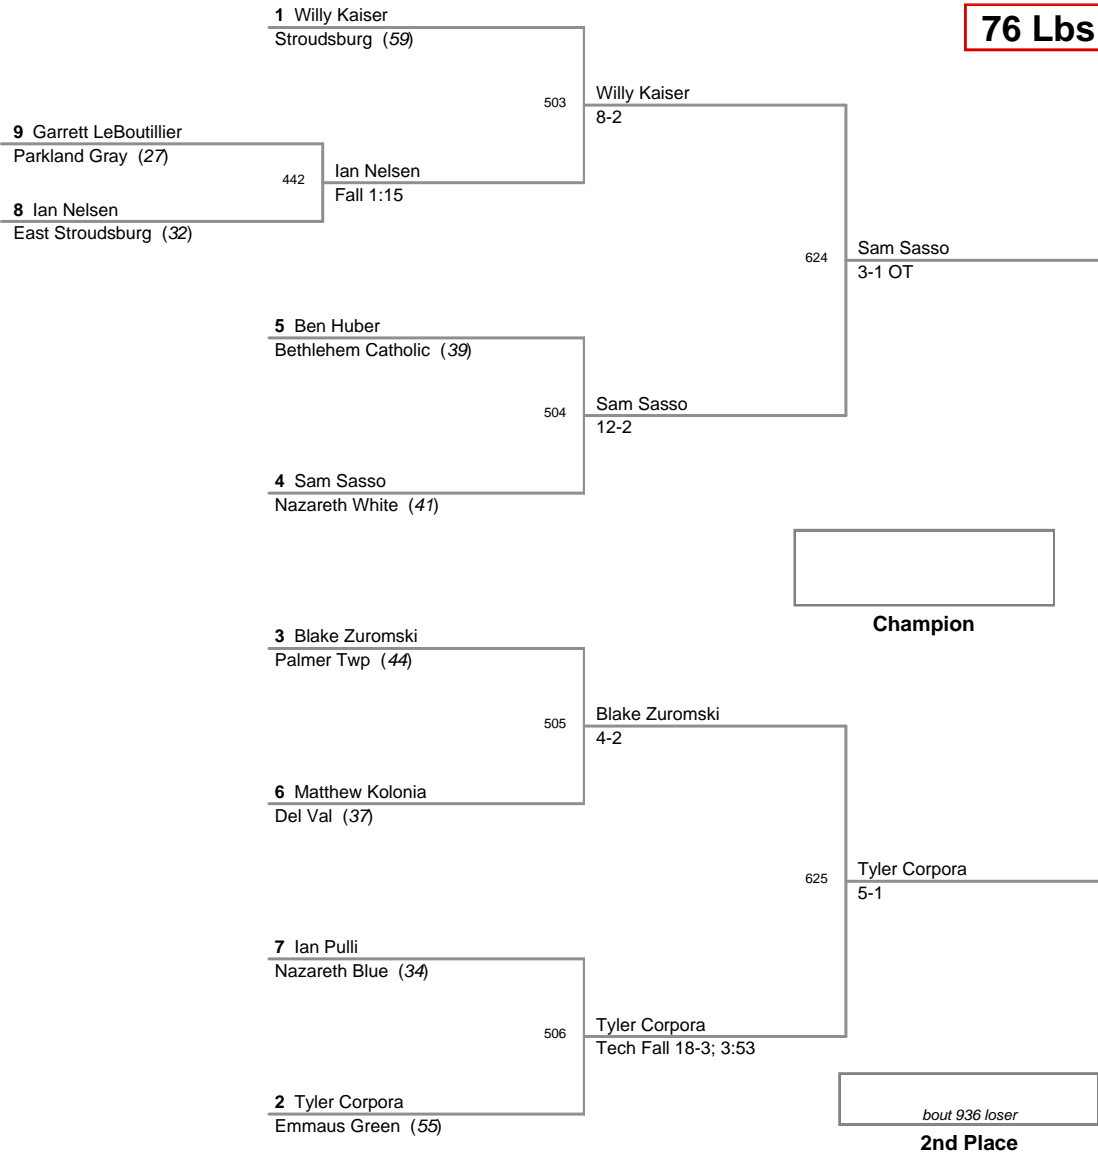 1 Willy Kaiser
Stroudsburg (59)
76 Lbs
503
Willy Kaiser
8-2
9 Garrett LeBoutillier
Parkland Gray (27)
442
Ian Nelsen
Fall 1:15
8 Ian Nelsen
East Stroudsburg (32)
624
Sam Sasso
3-1 OT
5 Ben Huber
Bethlehem Catholic (39)
504
Sam Sasso
12-2
4 Sam Sasso
Nazareth White (41)
Champion
3 Blake Zuromski
Palmer Twp (44)
505
Blake Zuromski
4-2
6 Matthew Kolonia
Del Val (37)
625
Tyler Corpora
5-1
7 Ian Pulli
Nazareth Blue (34)
506
Tyler Corpora
Tech Fall 18-3; 3:53
2 Tyler Corpora
Emmaus Green (55)
bout 936 loser
2nd Place